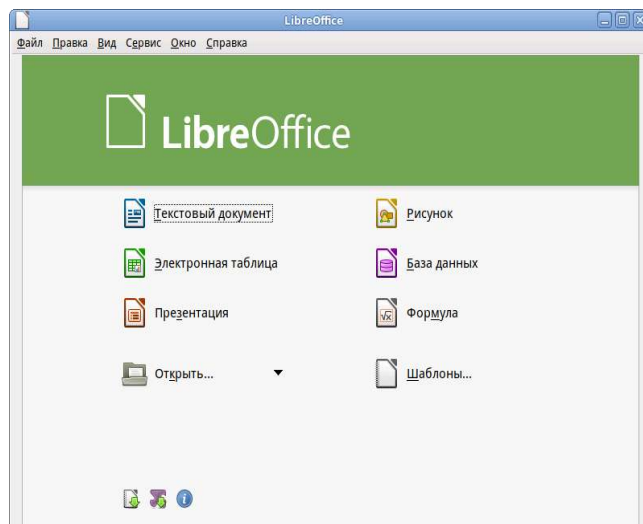 LibreOffice
Файл Правка Вид Сервис Окно Справка
LibreOffice
Текстовый документ
Рисунок
Электронная таблица
База данных
Презентация
Формула
Открыть...
Шаблоны...